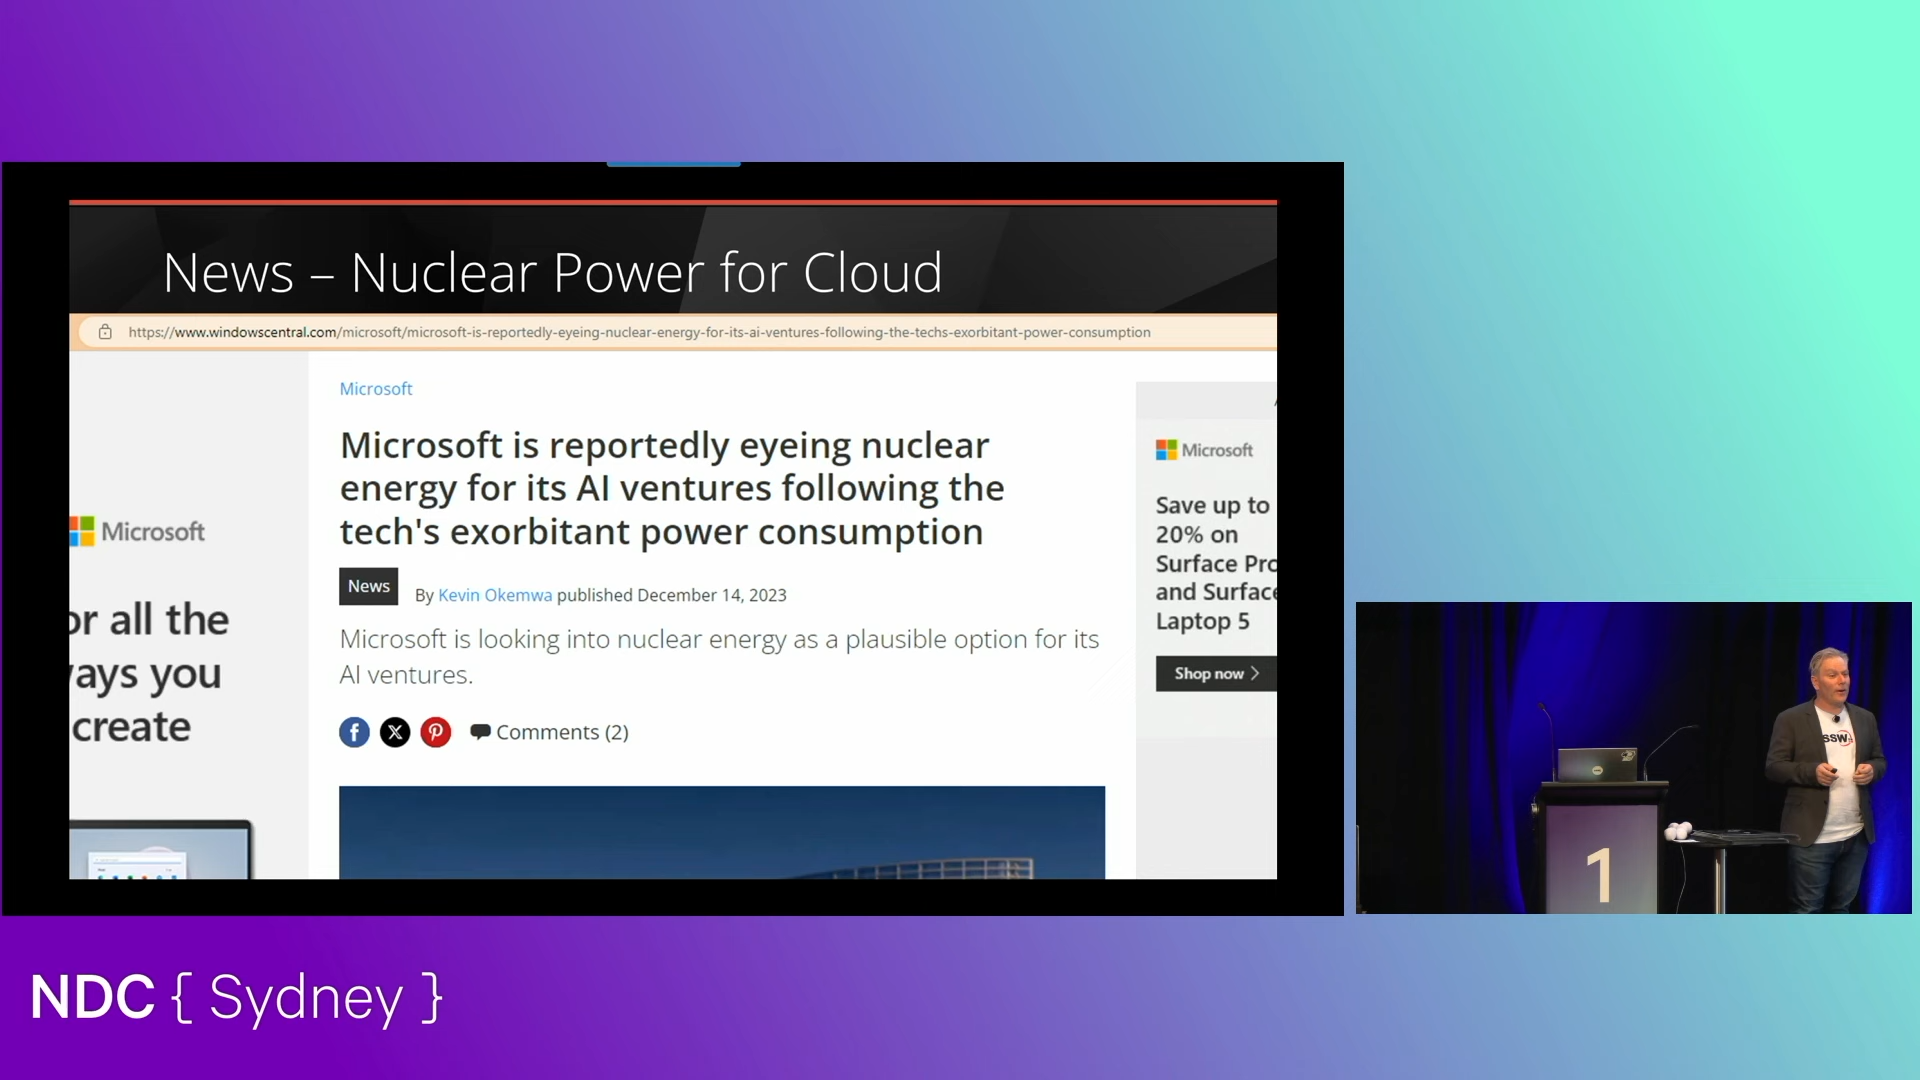 News – Nuclear Power for Cloud
https://www.windowscentral.com/microsoft/microsoft-is-reportedly-eyeing-nuclear-energy-for-its-ai-ventures-following-the-techs-exorbitant-power-consumption
Microsoft
Microsoft is reportedly eyeing nuclear
energy for its AI ventures following the
tech's exorbitant power consumption
News
By Kevin Okemwa published December 14, 2023
Microsoft is looking into nuclear energy as a plausible option for its
AI ventures.
Comments (2)
Microsoft
or all the
ways you
create
Microsoft
Save up to
20% on
Surface Pro
and Surface
Laptop 5
Shop now
SSW
1
NDC { Sydney }